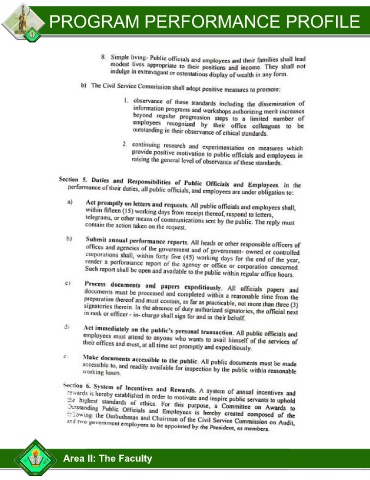 PROGRAM PERFORMANCE PROFILE
8. Simple living- Public officials and employees and their families shall lead
modest lives appropriate to their positions and income. They shall not
indulge in extravagant or ostentatious display of wealth in any form.
b) The Civil Service Commission shall adopt positive measures to promote:
1. observance of these standards including the dissemination of
information programs and workshops authorizing merit increases
beyond regular progression steps to a limited number of
employees recognized by their office colleagues to be
outstanding in their observance of ethical standards.
2. continuing research and experimentation on measures which
provide positive motivation to public officials and employees in
raising the general level of observance of these standards.
Section 5. Duties and Responsibilities of Public Officials and Employees. In the
performance of their duties, all public officials, and employees are under obligation to:
a) Act promptly on letters and requests. All public officials and employees shall,
within fifteen (15) working days from receipt thereof, respond to letters,
telegrams, or other means of communications sent by the public. The reply must
contain the action taken on the request.
b) Submit annual performance reports. All heads or other responsible officers of
offices and agencies of the government and of government- owned or controlled
corporations shall, within forty five (45) working days for the end of the year,
render a performance report of the agency or office or corporation concerned.
Such report shall be open and available to the public within regular office hours.
c) Process documents and papers expeditiously. All officials papers and
documents must be processed and completed within a reasonable time from the
preparation thereof and must contain, as far as practicable, not more than three (3)
signatories therein. In the absence of duty authorized signatories, the official next
in rank or officer - in- charge shall sign for and in their behalf.
d) Act immediately on the public's personal transaction. All public officials and
employees must attend to anyone who wants to avail himself of the services of
their offices and must, at all time act promptly and expeditiously.
e. Make documents accessible to the public. All public documents must be made
accessible to, and readily available for inspection by the public within reasonable
working hours.
Section 6. System of Incentives and Rewards. A system of annual incentives and
rewards is hereby established in order to motivate and inspire public servants to uphold
the highest standards of ethics. For this purpose, a Committee on Awards to
Outstanding Public Officials and Employees is hereby created composed of the
following: the Ombudsman and Chairman of the Civil Service Commission on Audit,
and two government employees to be appointed by the President, as members.
Area II: The Faculty